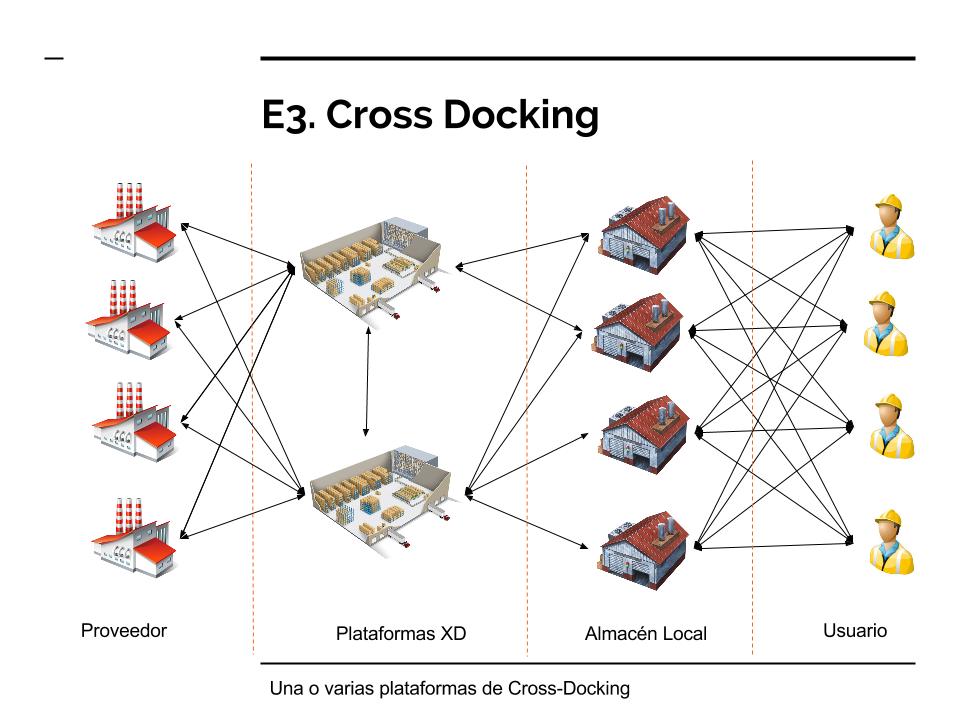 E3. Cross Docking
Proveedor
Plataformas XD
Almacén Local
Usuario
Una o varias plataformas de Cross-Docking